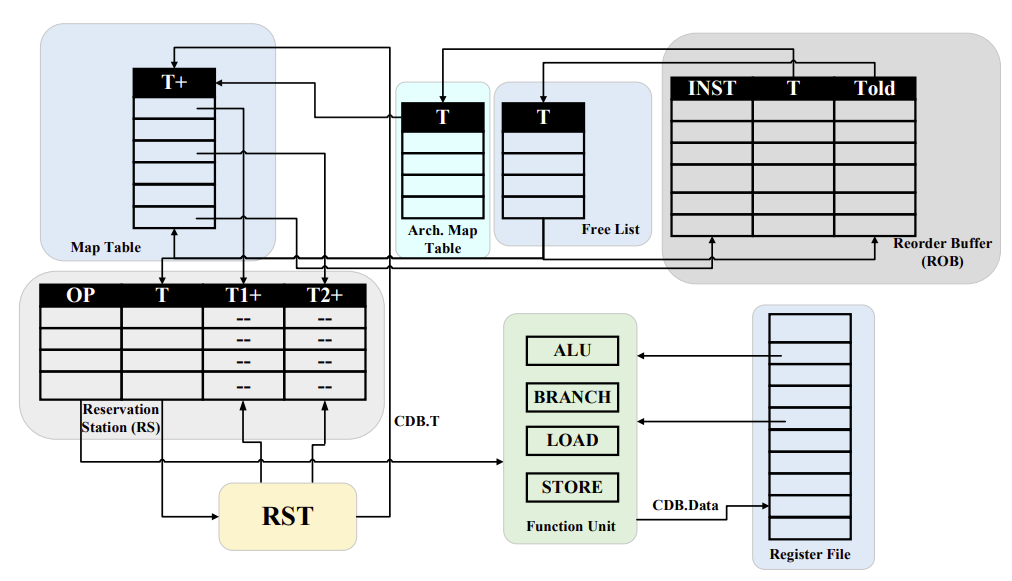 T+
Map Table
T
Arch. Map
Table
T
Free List
INST T Told
Reorder Buffer
(ROB)
OP T T1+ T2+
-- --
-- --
-- --
-- --
Reservation
Station (RS)
CDB.T
RST
ALU
BRANCH
LOAD
STORE
Function Unit
CDB.Data
Register File